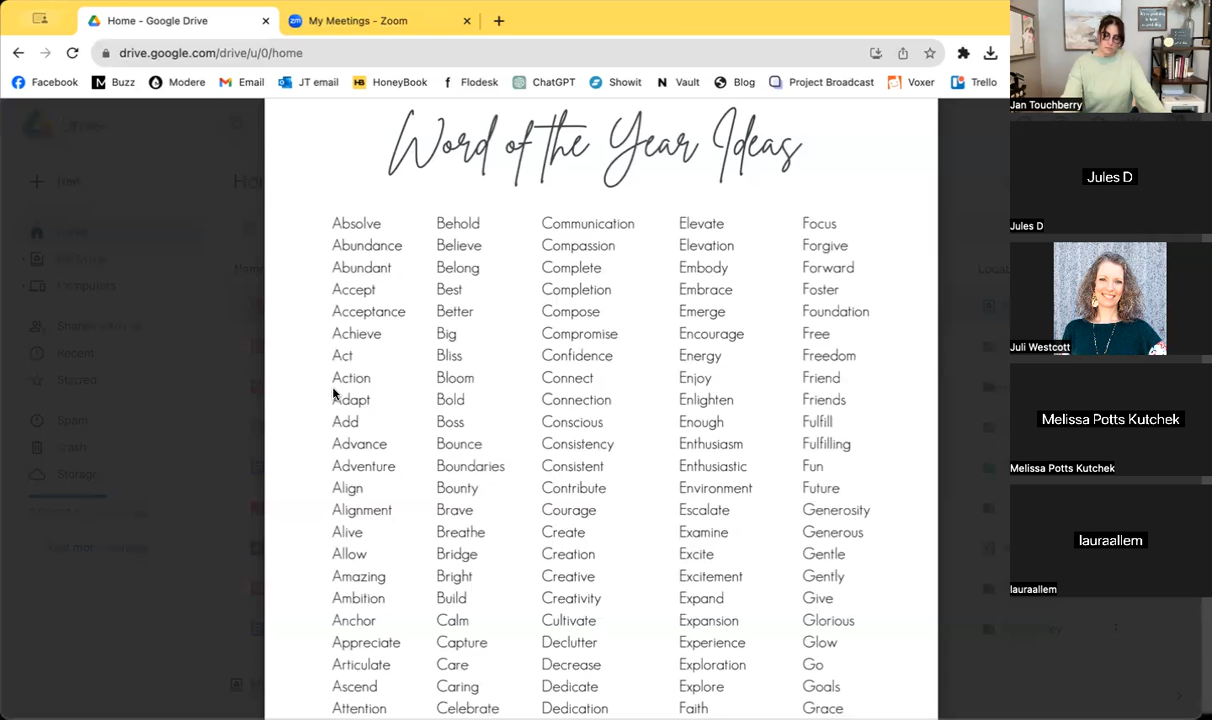 Home - Google Drive
My Meetings - Zoom
drive.google.com/drive/u/0/home
Facebook Buzz Modere Email JT email HoneyBook Flodesk ChatGPT Showit Vault Blog Project Broadcast Voxer Trello
Word of the Year Ideas
Absolve Behold Communication Elevate Focus
Abundance Believe Compassion Elevation Forgive
Abundant Belong Complete Embody Forward
Accept Best Completion Embrace Foster
Acceptance Better Compose Emerge Foundation
Achieve Big Compromise Encourage Free
Act Bliss Confidence Energy Freedom
Action Bloom Connect Enjoy Friend
Adapt Bold Connection Enlighten Friends
Add Boss Conscious Enough Fulfill
Advance Bounce Consistency Enthusiasm Fulfilling
Adventure Boundaries Consistent Enthusiastic Fun
Align Bounty Contribute Environment Future
Alignment Brave Courage Escalate Generosity
Alive Breathe Create Examine Generous
Allow Bridge Creation Excite Gentle
Amazing Bright Creative Excitement Gently
Ambition Build Creativity Expand Give
Anchor Calm Cultivate Expansion Glorious
Appreciate Capture Declutter Experience Glow
Articulate Care Decrease Exploration Go
Ascend Caring Dedicate Explore Goals
Attention Celebrate Dedication Faith Grace
New
Computers
Recent
Starred
Spam
Trash
Storage
Jan Touchberry
Jules D
Jules D
Juli Westcott
Melissa Potts Kutchek
Melissa Potts Kutchek
lauraallem
lauraallem